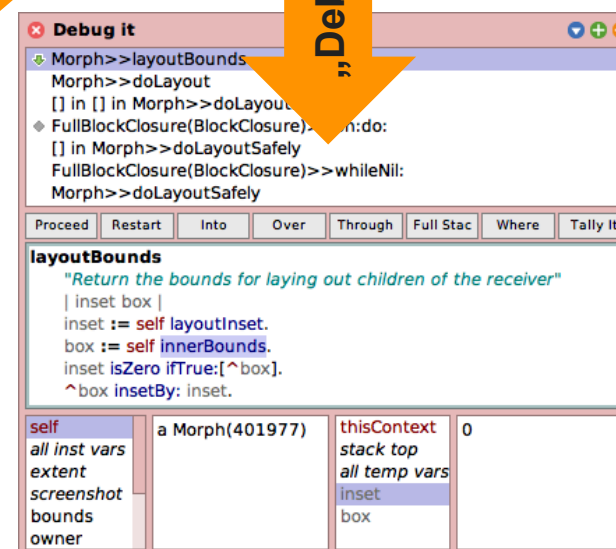 „Del
Debug it
Morph>>layoutBounds
Morph>>doLayout
[] in [] in Morph>>doLayout
FullBlockClosure(BlockClosure)> n:do:
[] in Morph>>doLayoutSafely
FullBlockClosure(BlockClosure)>>whileNil:
Morph>>doLayoutSafely
Proceed Restart Into Over Through Full Stac Where Tally It
layoutBounds
"Return the bounds for laying out children of the receiver"
| inset box |
inset := self layoutInset.
box := self innerBounds.
inset isZero ifTrue:[^box].
^box insetBy: inset.
self
all inst vars
extent
screenshot
bounds
owner
a Morph(401977)
thisContext
stack top
all temp vars
inset
box
0